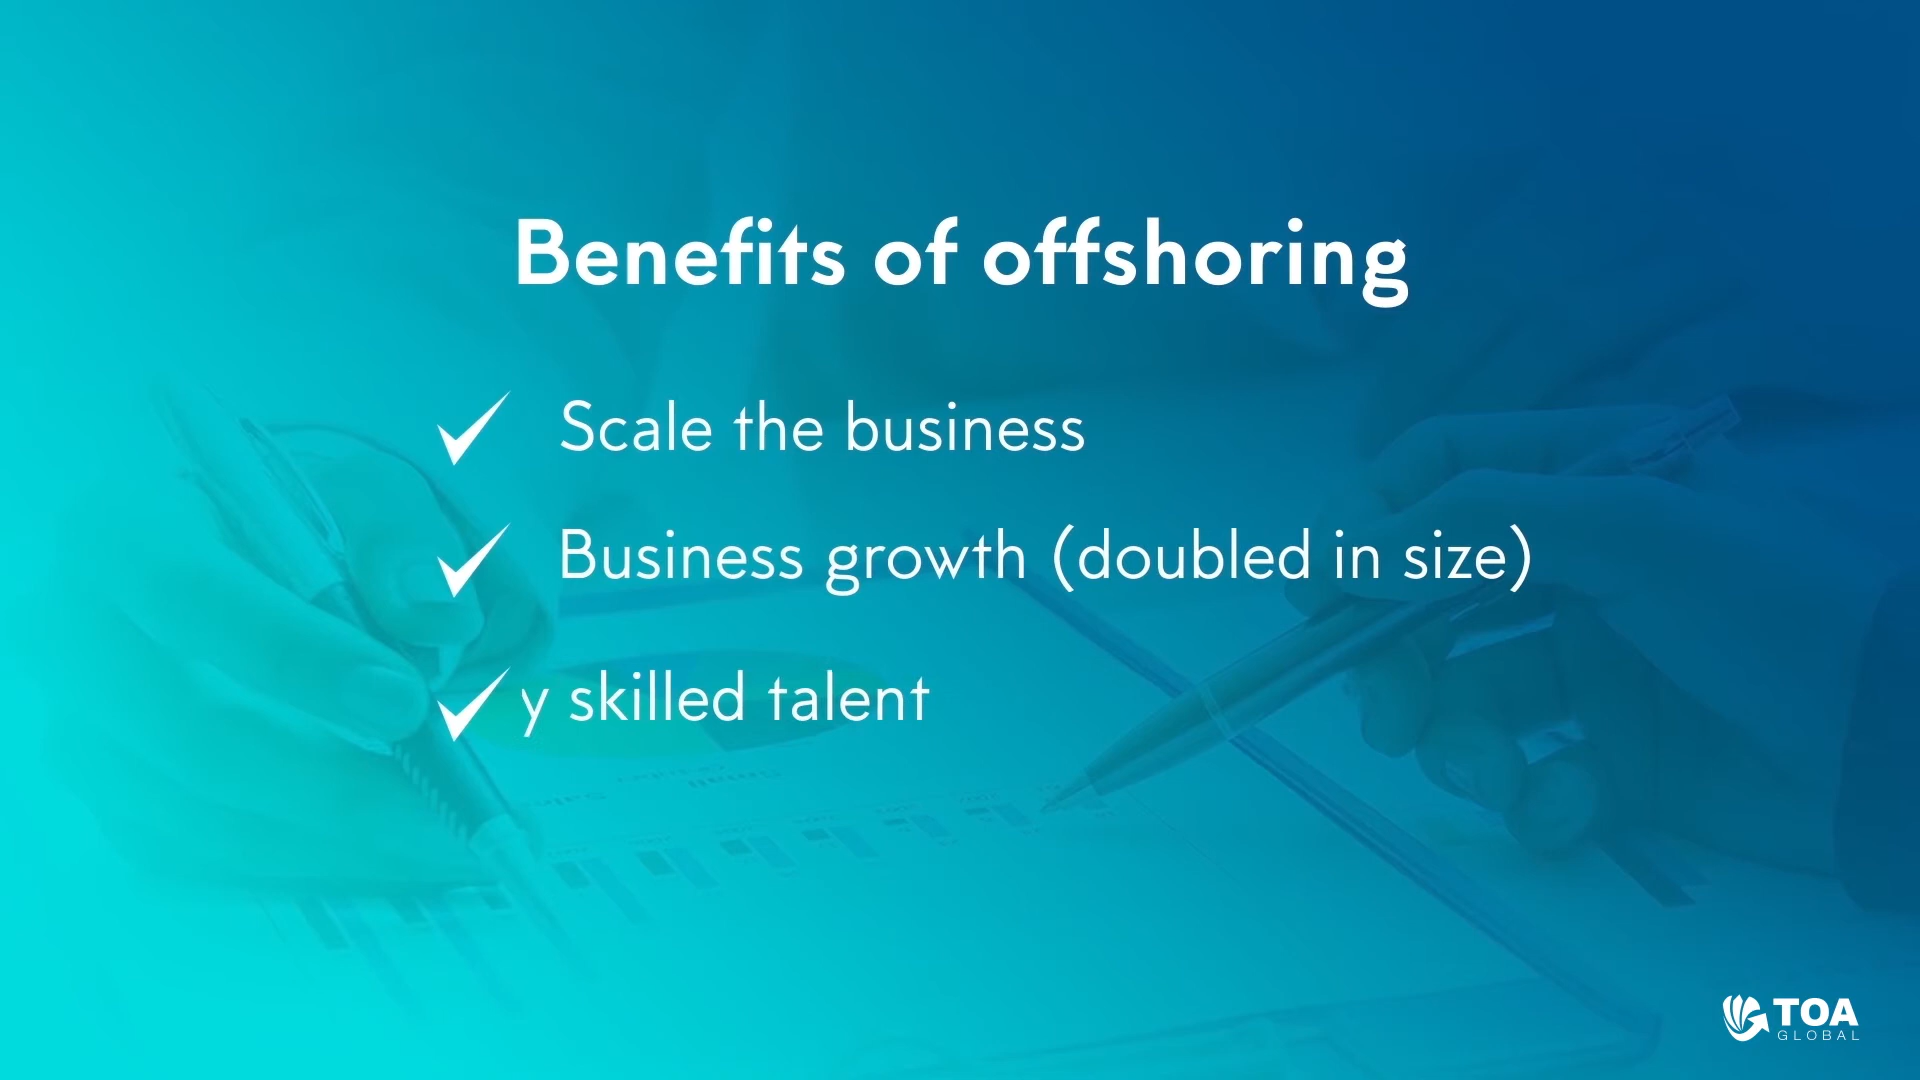 Benefits of offshoring
Scale the business
Business growth (doubled in size)
y skilled talent
TOA
GLOBAL